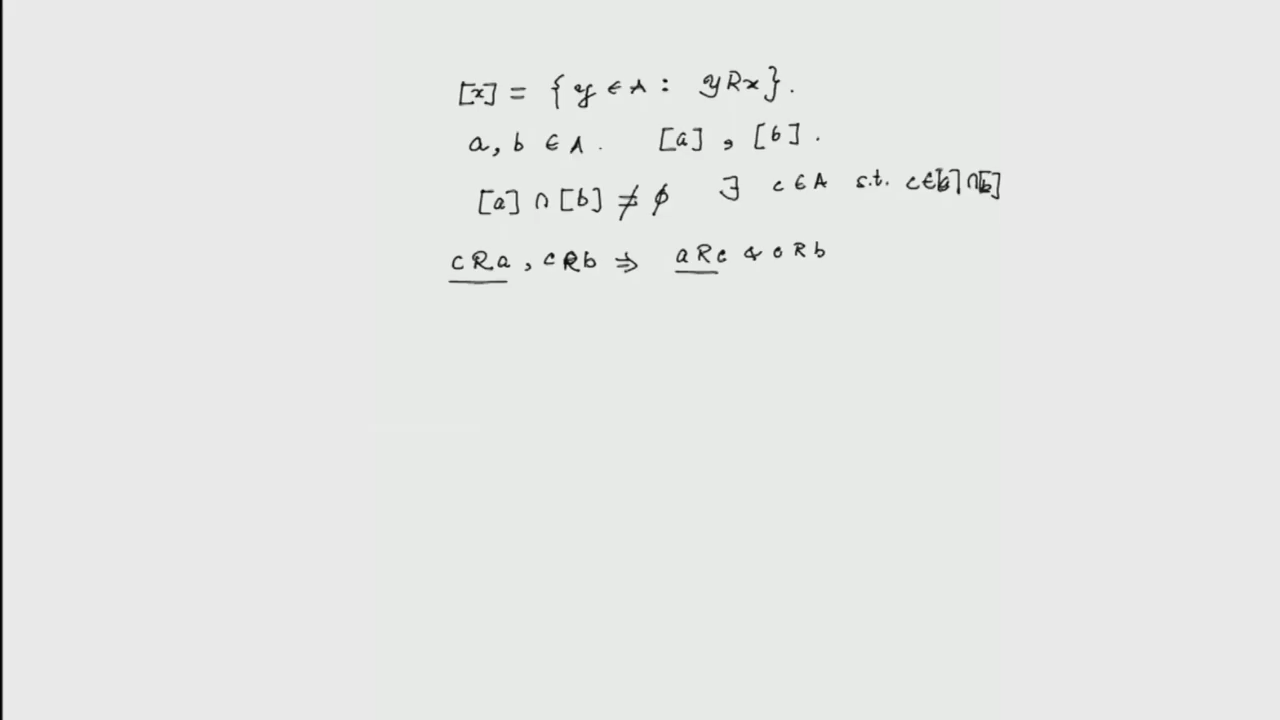 [x] = { y ∈ A : yRx }.
a, b ∈ A . [a] , [b] .
[a] ∩ [b] ≠ ϕ ∃ c ∈ A s.t. c∈[a]∩[b]
cRa , cRb ⇒ aRc & cRb